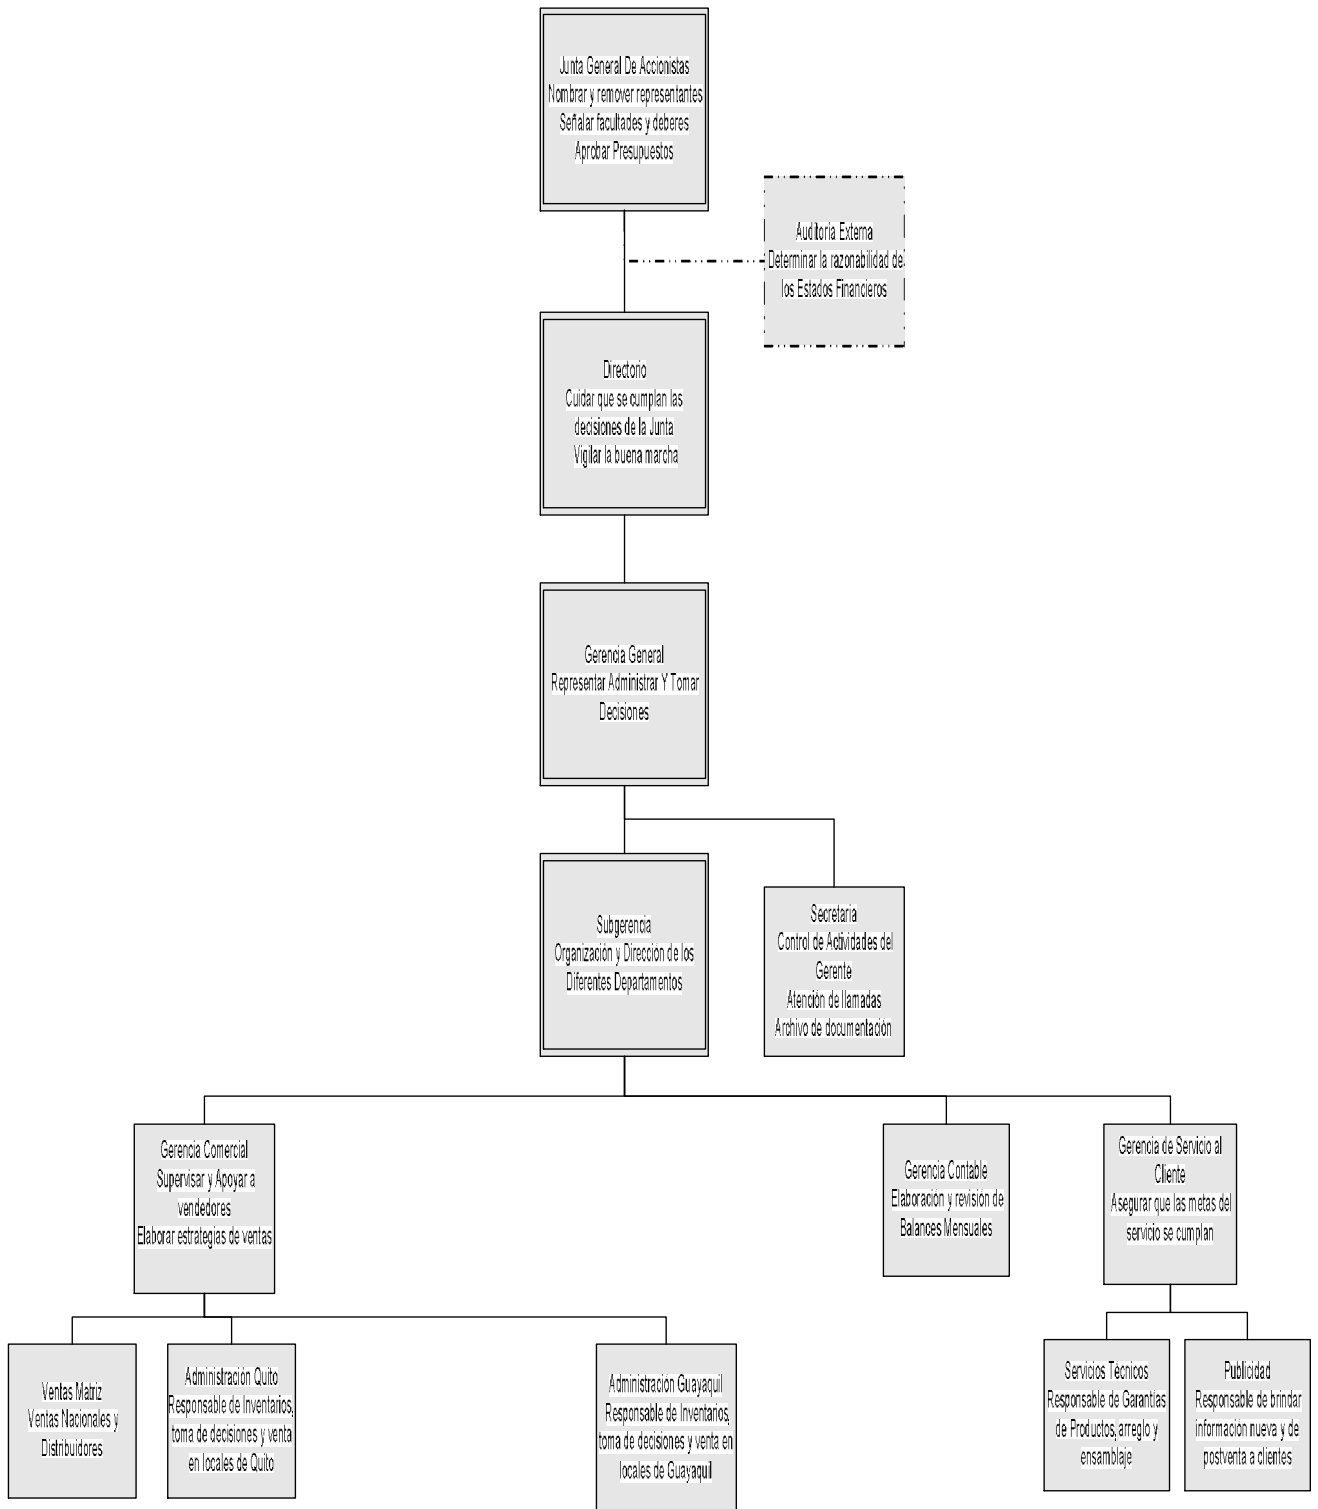 Junta General De Accionistas
Nombrar y remover representantes
Señalar facultades y deberes
Aprobar Presupuestos
Auditoria Externa
Determinar la razonabilidad de
los Estados Financieros
Directorio
Cuidar que se cumplan las
decisiones de la Junta
Vigilar la buena marcha
Gerencia General
Representar Administrar Y Tomar
Decisiones
Subgerencia
Organización y Dirección de los
Diferentes Departamentos
Secretaria
Control de Actividades del
Gerente
Atención de llamadas
Archivo de documentación
Gerencia Comercial
Supervisar y Apoyar a
vendedores
Elaborar estrategias de ventas
Gerencia Contable
Elaboración y revisión de
Balances Mensuales
Gerencia de Servicio al
Cliente
Asegurar que las metas del
servicio se cumplan
Ventas Matriz
Ventas Nacionales y
Distribuidores
Administración Quito
Responsable de Inventarios,
toma de decisiones y venta
en locales de Quito
Administración Guayaquil
Responsable de Inventarios,
toma de decisiones y venta en
locales de Guayaquil
Servicios Técnicos
Responsable de Garantías
de Productos, arreglo y
ensamblaje
Publicidad
Responsable de brindar
información nueva y de
postventa a clientes